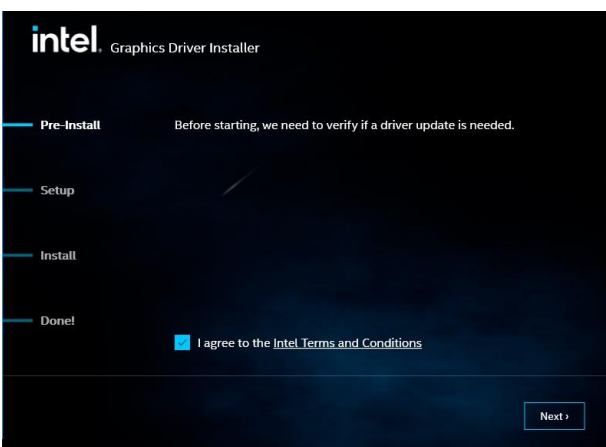 intel. Graphics Driver Installer
Pre-Install
Before starting, we need to verify if a driver update is needed.
Setup
Install
Done!
I agree to the Intel Terms and Conditions
Next ›